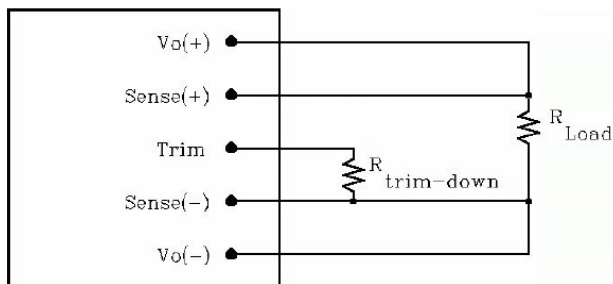 Vo(+)
Sense(+)
Trim
Sense(-)
Vo(-)
R Load
R trim-down